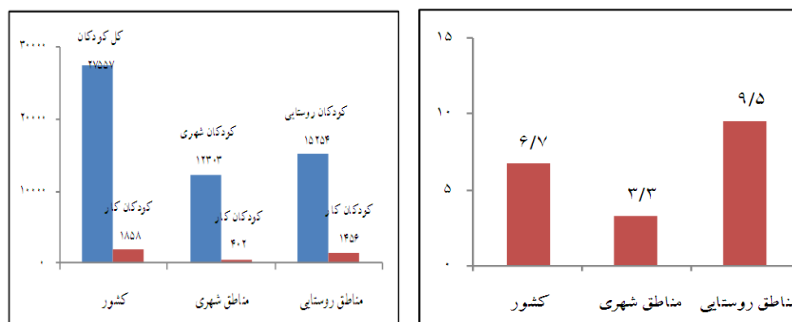 ۳۰۰۰۰
۲۰۰۰۰
۱۰۰۰۰
۰
کل کودکان
۲۷۵۵۷
کودکان کار
۱۸۵۸
کودکان شهری
۱۲۳۰۳
کودکان کار
۴۰۲
کودکان روستایی
۱۵۲۵۴
کودکان کار
۱۴۵۶
کشور
مناطق شهری
مناطق روستایی
۱۵
۱۰
۵
۰
۶/۷
۳/۳
۹/۵
کشور
مناطق شهری
مناطق روستایی